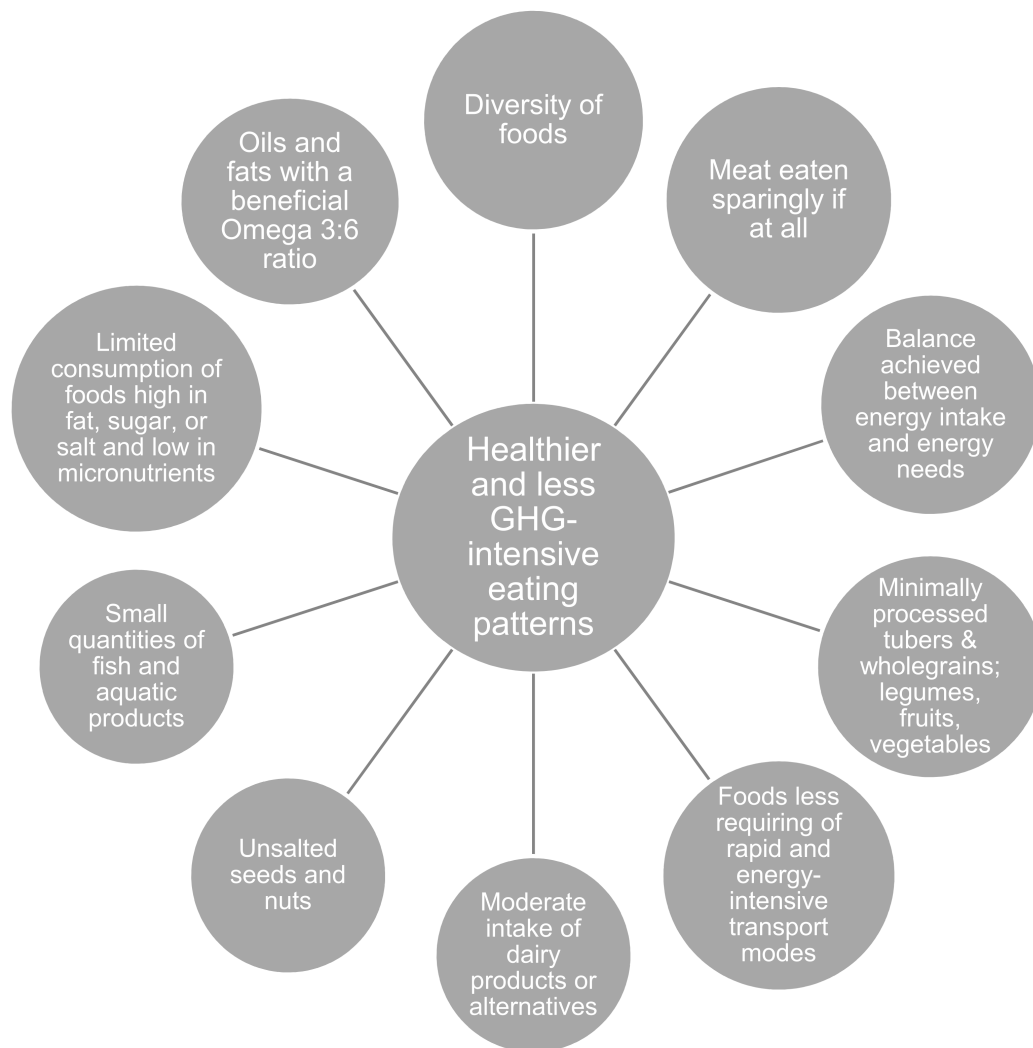 Diversity of
foods
Meat eaten
sparingly if
at all
Balance
achieved
between
energy intake
and energy
needs
Minimally
processed
tubers &
wholegrains;
legumes,
fruits,
vegetables
Foods less
requiring of
rapid and
energy-
intensive
transport
modes
Moderate
intake of
dairy
products or
alternatives
Unsalted
seeds and
nuts
Small
quantities of
fish and
aquatic
products
Limited
consumption of
foods high in
fat, sugar, or
salt and low in
micronutrients
Oils and
fats with a
beneficial
Omega 3:6
ratio
Healthier
and less
GHG-
intensive
eating
patterns